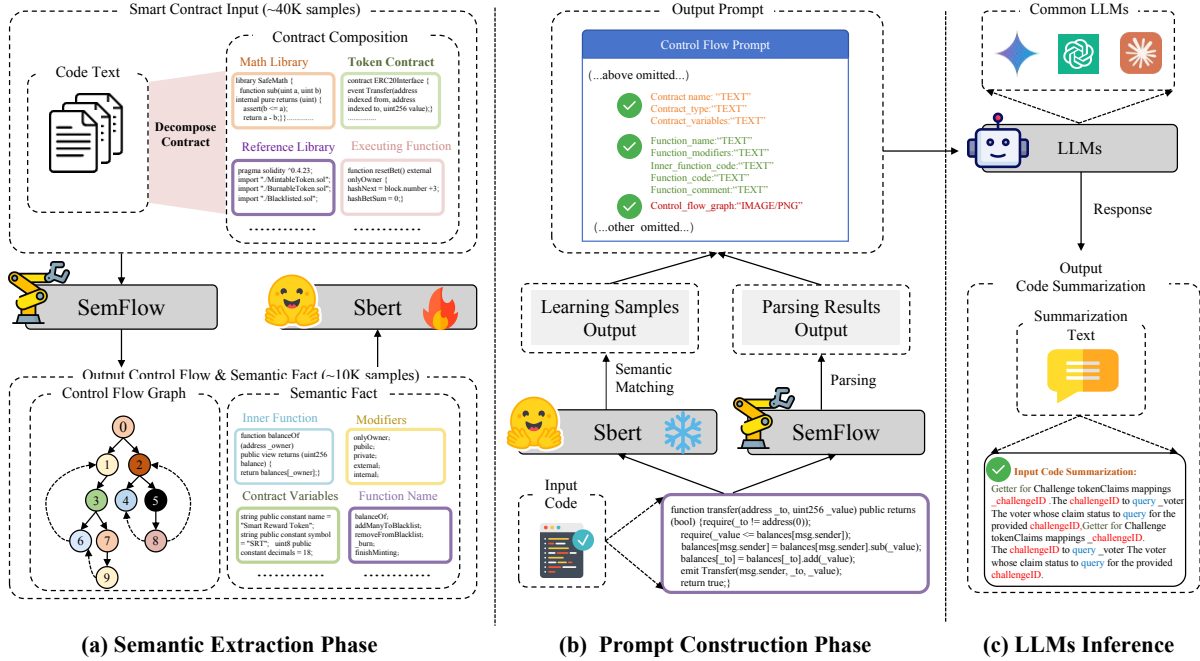 Smart Contract Input (~40K samples)
Code Text
Decompose
Contract
Contract Composition
Math Library
library SafeMath {
function sub(uint a, uint b)
internal pure returns (uint) {
assert(b <= a);
return a - b;}}..............
Token Contract
contract ERC20Interface {
event Transfer(address
indexed from, address
indexed to, uint256 value);}
..............
Reference Library
pragma solidity ^0.4.23;
import "./MintableToken.sol";
import "./BurnableToken.sol";
import "./Blacklisted.sol";
Executing Function
function resetBet() external
onlyOwner {
hashNext = block.number +3;
hashBetSum = 0;}
SemFlow
Sbert
Output Control Flow & Semantic Fact (~10K samples)
Control Flow Graph
0
1
2
3
4
5
6
7
8
9
Semantic Fact
Inner Function
function balanceOf
(address _owner)
public view returns (uint256
balance) {
return balances[_owner];}
Modifiers
onlyOwner;
public;
private;
external;
internal;
Contract Variables
string public constant name =
"Smart Reward Token";
string public constant symbol
= "SRT"; uint8 public
constant decimals = 18;
Function Name
balanceOf;
addManyToBlacklist;
removeFromBlacklist;
_burn;
finishMinting;
(a) Semantic Extraction Phase
Output Prompt
Control Flow Prompt
(...above omitted...)
Contract name: “TEXT”
Contract_type: “TEXT”
Contract_variables: “TEXT”
Function_name:“TEXT”
Function_modifiers: “TEXT”
Inner_function_code: “TEXT”
Function_code: “TEXT”
Function_comment: “TEXT”
Control_flow_graph:“IMAGE/PNG”
(...other omitted...)
Learning Samples
Output
Parsing Results
Output
Semantic
Matching
Parsing
Sbert
SemFlow
Input
Code
function transfer(address _to, uint256 _value) public returns
(bool) {require(_to != address(0));
require(_value <= balances[msg.sender]);
balances[msg.sender] = balances[msg.sender].sub(_value);
balances[_to] = balances[_to].add(_value);
emit Transfer(msg.sender, _to, _value);
return true;}
(b) Prompt Construction Phase
Common LLMs
LLMs
Response
Output
Code Summarization
Summarization
Text
Input Code Summarization:
Getter for Challenge tokenClaims mappings
_challengeID .The challengeID to query _voter
The voter whose claim status to query for the
provided challengeID,Getter for Challenge
tokenClaims mappings _challengeID.
The challengeID to query _voter The voter
whose claim status to query for the provided
challengeID.
(c) LLMs Inference